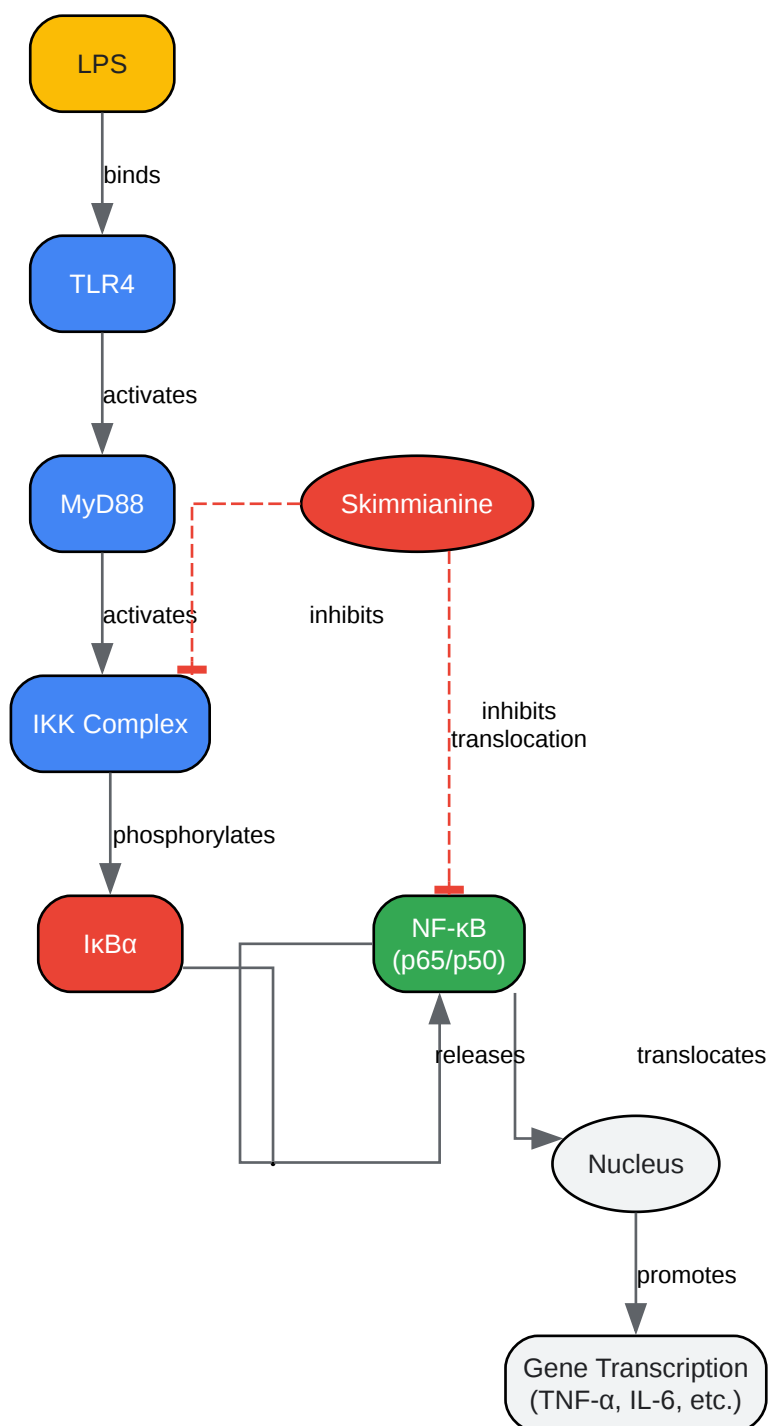 LPS
binds
TLR4
activates
MyD88
Skimmianine
activates
inhibits
IKK Complex
inhibits
translocation
phosphorylates
IκBα
NF-κB
(p65/p50)
releases
translocates
Nucleus
promotes
Gene Transcription
(TNF-α, IL-6, etc.)